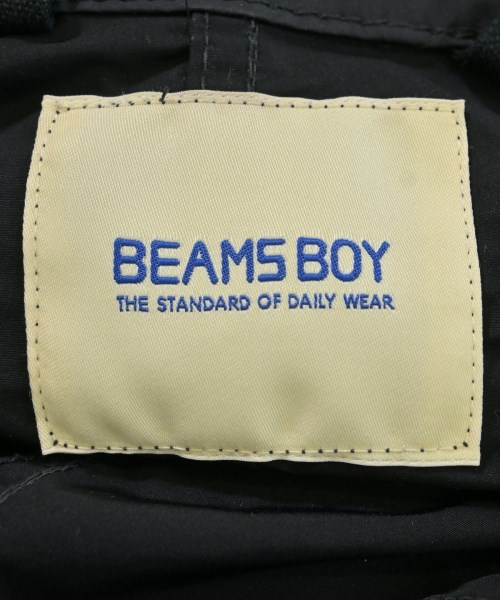 BEAMS BOY
THE STANDARD OF DAILY WEAR